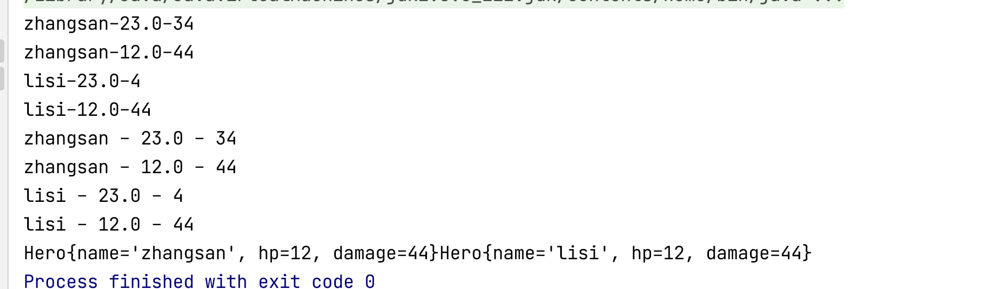 zhangsan-23.0-34
zhangsan-12.0-44
lisi-23.0-4
lisi-12.0-44
zhangsan - 23.0 - 34
zhangsan - 12.0 - 44
lisi - 23.0 - 4
lisi - 12.0 - 44
Hero{name='zhangsan', hp=12, damage=44}Hero{name='lisi', hp=12, damage=44}
Process finished with exit code 0